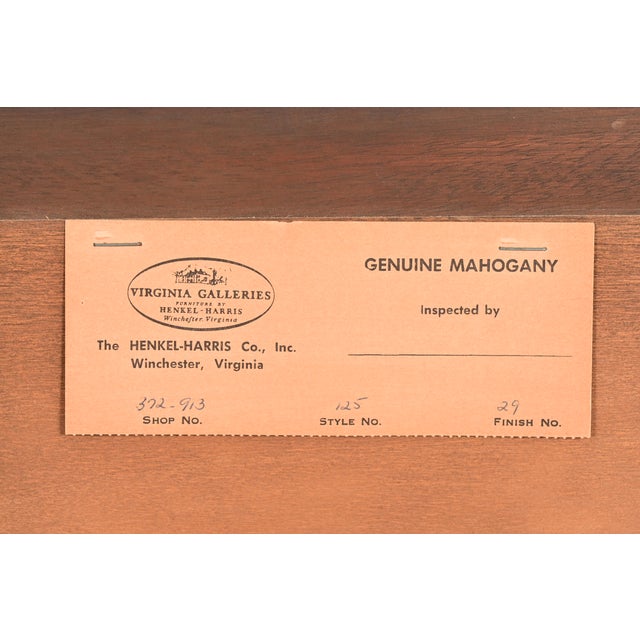 VIRGINIA GALLERIES
FURNITURE BY
HENKEL-HARRIS
Winchester Virginia
The HENKEL-HARRIS Co., Inc.
Winchester, Virginia
GENUINE MAHOGANY
Inspected by
372-913 125 29
SHOP NO. STYLE NO. FINISH NO.